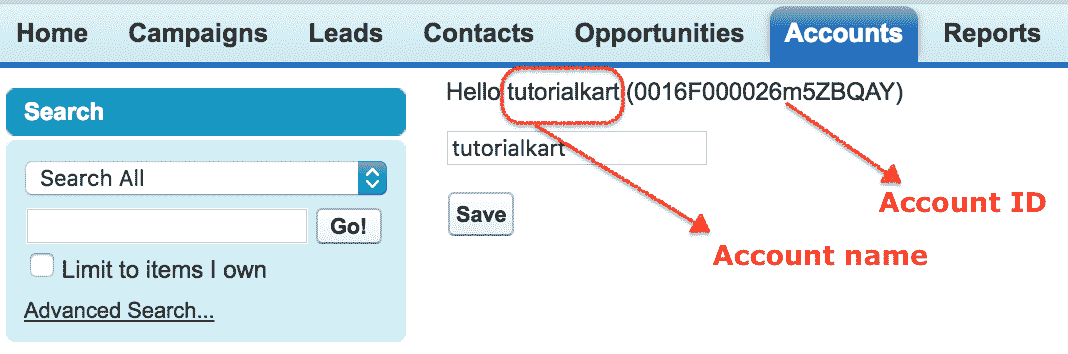 Home Campaigns Leads Contacts Opportunities Accounts Reports
Search
Search All
Go!
Limit to items I own
Advanced Search...
Hello tutorialkart (0016F000026m5ZBQAY)
tutorialkart
Save
Account name
Account ID